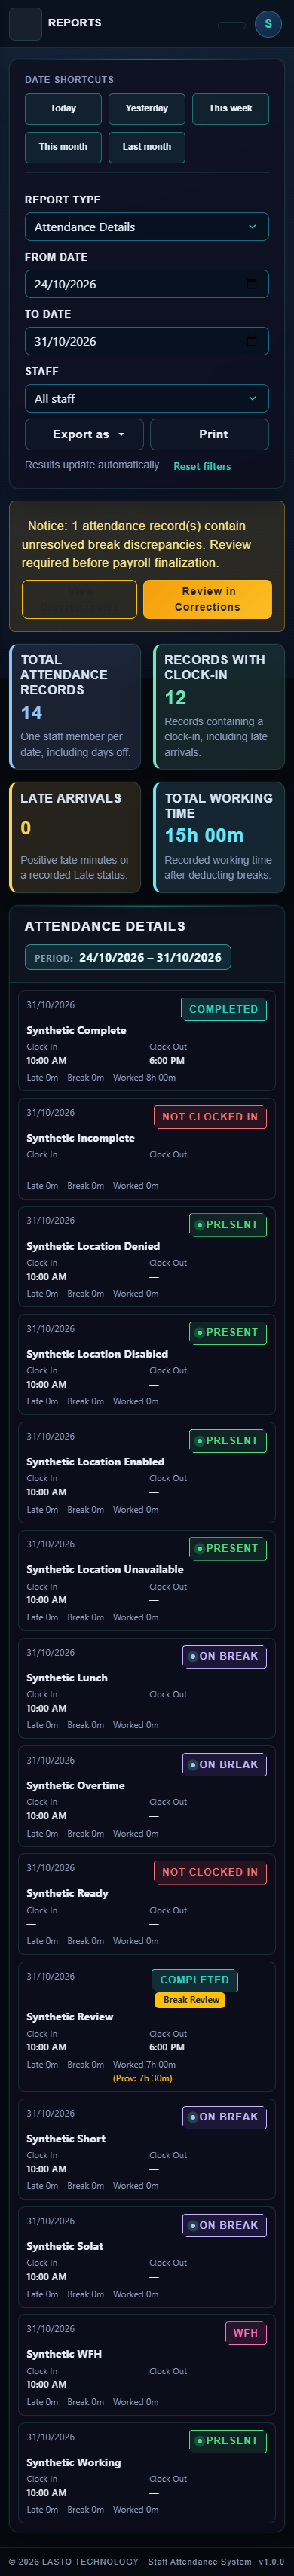 REPORTS
S
DATE SHORTCUTS
Today
Yesterday
This week
This month
Last month
REPORT TYPE
Attendance Details
FROM DATE
24/10/2026
TO DATE
31/10/2026
STAFF
All staff
Export as
Print
Results update automatically.
Reset filters
Notice: 1 attendance record(s) contain
unresolved break discrepancies. Review
required before payroll finalization.
Review in
Corrections
TOTAL
ATTENDANCE
RECORDS
14
One staff member per
date, including days off.
RECORDS WITH
CLOCK-IN
12
Records containing a
clock-in, including late
arrivals.
LATE ARRIVALS
0
Positive late minutes or
a recorded Late status.
TOTAL WORKING
TIME
15h 00m
Recorded working time
after deducting breaks.
ATTENDANCE DETAILS
PERIOD: 24/10/2026 – 31/10/2026
31/10/2026
COMPLETED
Synthetic Complete
Clock In Clock Out
10:00 AM 6:00 PM
Late 0m Break 0m Worked 8h 00m
31/10/2026
NOT CLOCKED IN
Synthetic Incomplete
Clock In Clock Out
— —
Late 0m Break 0m Worked 0m
31/10/2026
PRESENT
Synthetic Location Denied
Clock In Clock Out
10:00 AM —
Late 0m Break 0m Worked 0m
31/10/2026
PRESENT
Synthetic Location Disabled
Clock In Clock Out
10:00 AM —
Late 0m Break 0m Worked 0m
31/10/2026
PRESENT
Synthetic Location Enabled
Clock In Clock Out
10:00 AM —
Late 0m Break 0m Worked 0m
31/10/2026
PRESENT
Synthetic Location Unavailable
Clock In Clock Out
10:00 AM —
Late 0m Break 0m Worked 0m
31/10/2026
ON BREAK
Synthetic Lunch
Clock In Clock Out
10:00 AM —
Late 0m Break 0m Worked 0m
31/10/2026
ON BREAK
Synthetic Overtime
Clock In Clock Out
10:00 AM —
Late 0m Break 0m Worked 0m
31/10/2026
NOT CLOCKED IN
Synthetic Ready
Clock In Clock Out
— —
Late 0m Break 0m Worked 0m
31/10/2026
COMPLETED
Break Review
Synthetic Review
Clock In Clock Out
10:00 AM 6:00 PM
Late 0m Break 0m Worked 7h 00m
(Prov: 7h 30m)
31/10/2026
ON BREAK
Synthetic Short
Clock In Clock Out
10:00 AM —
Late 0m Break 0m Worked 0m
31/10/2026
ON BREAK
Synthetic Solat
Clock In Clock Out
10:00 AM —
Late 0m Break 0m Worked 0m
31/10/2026
WFH
Synthetic WFH
Clock In Clock Out
10:00 AM —
Late 0m Break 0m Worked 0m
31/10/2026
PRESENT
Synthetic Working
Clock In Clock Out
10:00 AM —
Late 0m Break 0m Worked 0m
© 2026 LASTO TECHNOLOGY · Staff Attendance System v1.0.0